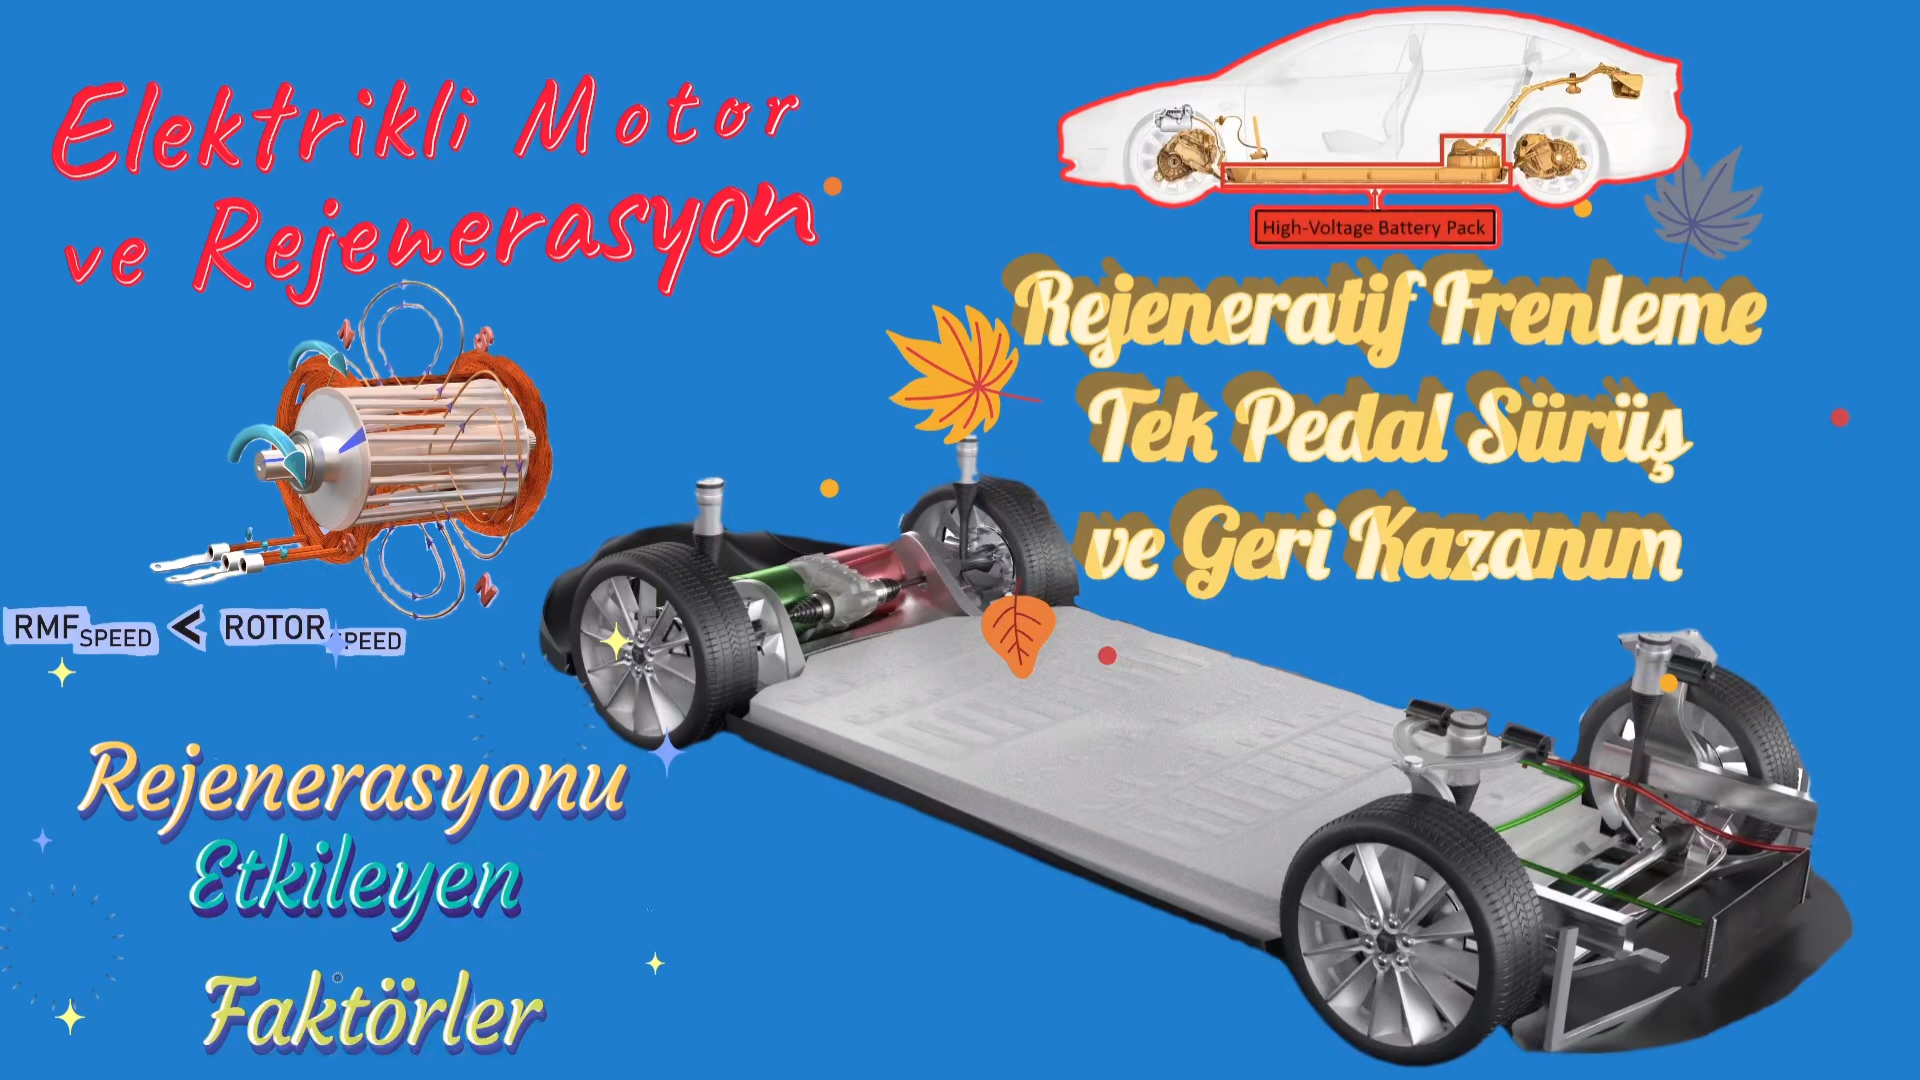 Elektrikli Motor
ve Rejenerasyon
High-Voltage Battery Pack
Rejeneratif Frenleme
Tek Pedal Sürüş
ve Geri Kazanım
N
N
RMF SPEED < ROTOR SPEED
Rejenerasyonu
Etkileyen
Faktörler